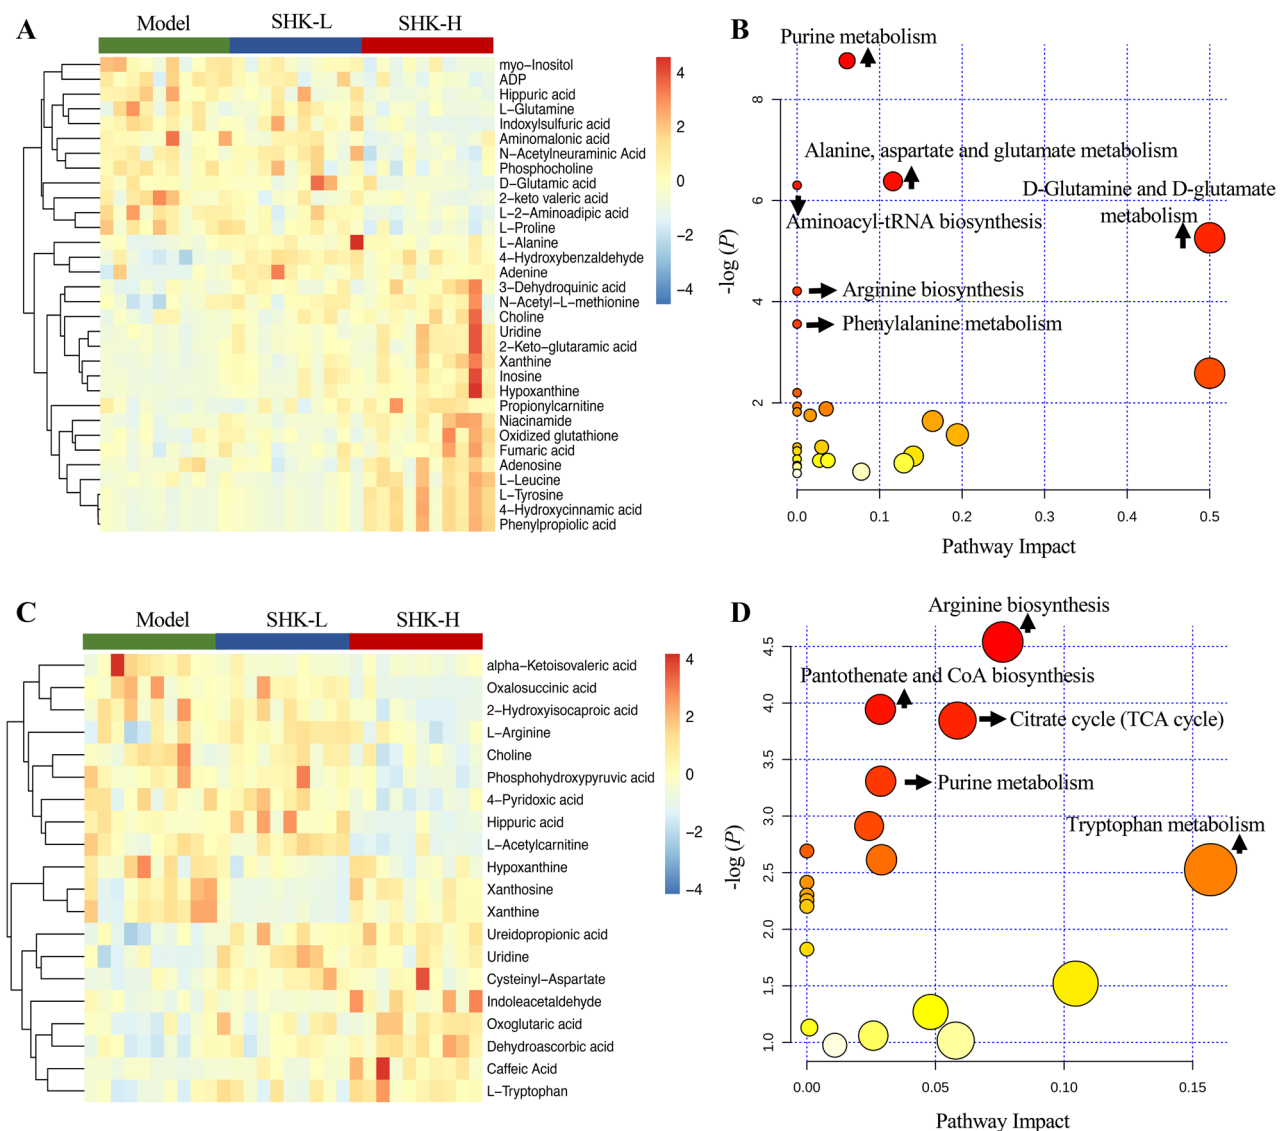 A
Model
SHK-L
SHK-H
myo−Inositol
ADP
Hippuric acid
L−Glutamine
Indoxylsulfuric acid
Aminomalonic acid
N−Acetylneuraminic Acid
Phosphocholine
D−Glutamic acid
2−keto valeric acid
L−2−Aminoadipic acid
L−Proline
L−Alanine
4−Hydroxybenzaldehyde
Adenine
3−Dehydroquinic acid
N−Acetyl−L−methionine
Choline
Uridine
2−Keto−glutaramic acid
Xanthine
Inosine
Hypoxanthine
Propionylcarnitine
Niacinamide
Oxidized glutathione
Fumaric acid
Adenosine
L−Leucine
L−Tyrosine
4−Hydroxycinnamic acid
Phenylpropiolic acid
4
2
0
−2
−4
B
Purine metabolism
Alanine, aspartate and glutamate metabolism
D-Glutamine and D-glutamate
metabolism
Aminoacyl-tRNA biosynthesis
Arginine biosynthesis
Phenylalanine metabolism
-log (P)
8
6
4
2
0.0
0.1
0.2
0.3
0.4
0.5
Pathway Impact
C
Model
SHK-L
SHK-H
alpha−Ketoisovaleric acid
Oxalosuccinic acid
2−Hydroxyisocaproic acid
L−Arginine
Choline
Phosphohydroxypyruvic acid
4−Pyridoxic acid
Hippuric acid
L−Acetylcarnitine
Hypoxanthine
Xanthosine
Xanthine
Ureidopropionic acid
Uridine
Cysteinyl−Aspartate
Indoleacetaldehyde
Oxoglutaric acid
Dehydroascorbic acid
Caffeic Acid
L−Tryptophan
4
2
0
−2
−4
D
Arginine biosynthesis
Pantothenate and CoA biosynthesis
Citrate cycle (TCA cycle)
Purine metabolism
Tryptophan metabolism
-log (P)
4.5
4.0
3.5
3.0
2.5
2.0
1.5
1.0
0.00
0.05
0.10
0.15
Pathway Impact